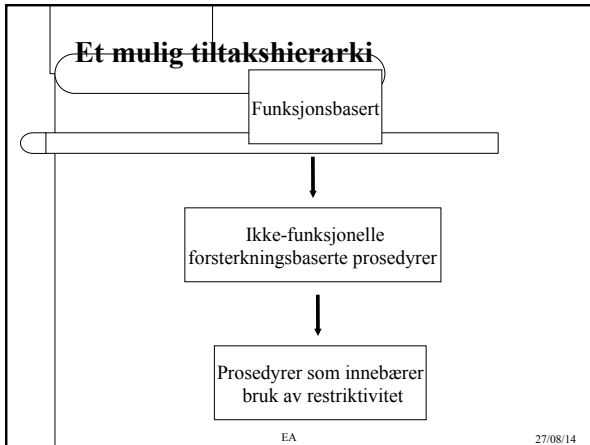 Et mulig tiltakshierarki
Funksjonsbasert
Ikke-funksjonelle
forsterkningsbaserte prosedyrer
Prosedyrer som innebærer
bruk av restriktivitet
EA
27/08/14